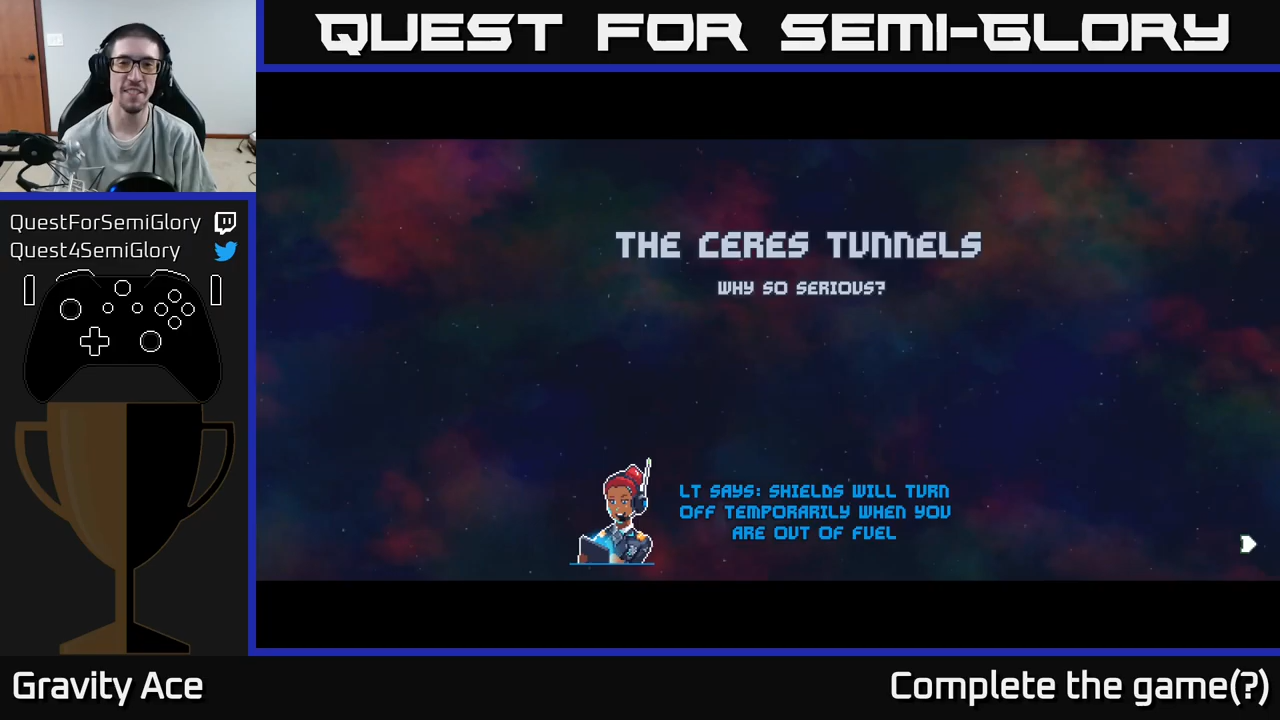 QUEST FOR SEMI-GLORY
QuestForSemiGlory
Quest4SemiGlory
THE CERES TUNNELS
WHY SO SERIOUS?
LT SAYS: SHIELDS WILL TURN
OFF TEMPORARILY WHEN YOU
ARE OUT OF FUEL
Gravity Ace
Complete the game(?)